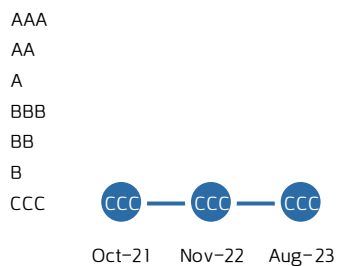 AAA
AA
A
BBB
BB
B
CCC CCC CCC CCC
Oct-21 Nov-22 Aug-23